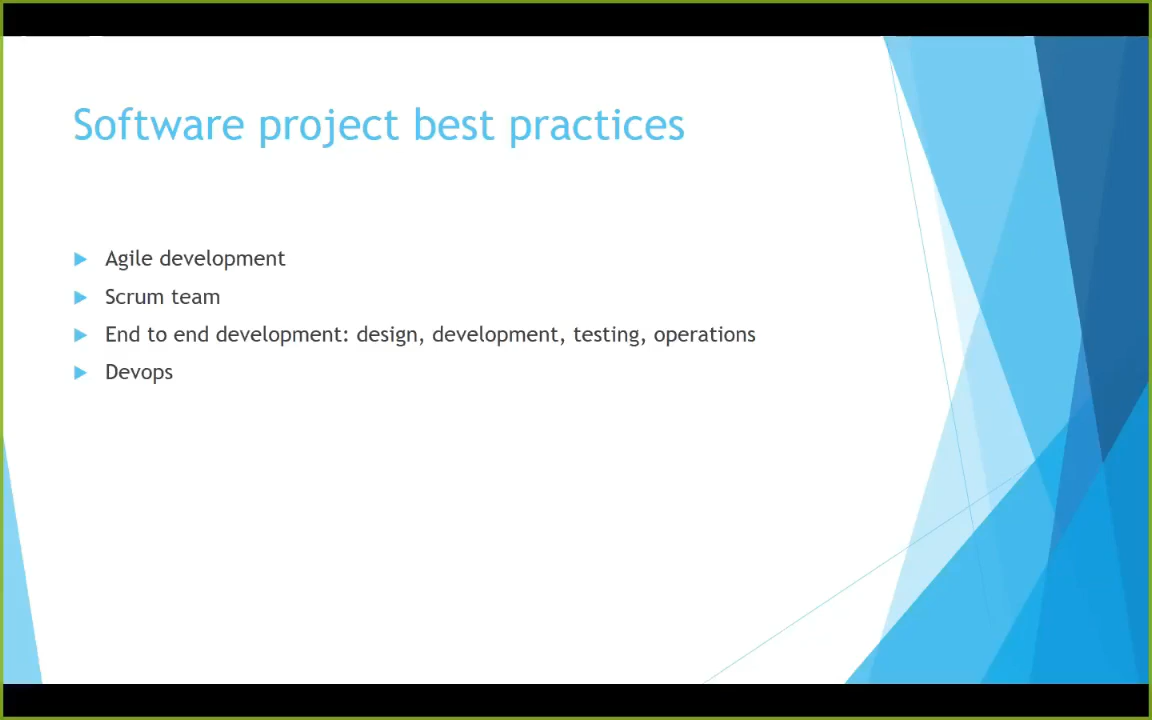 Software project best practices
Agile development
Scrum team
End to end development: design, development, testing, operations
Devops